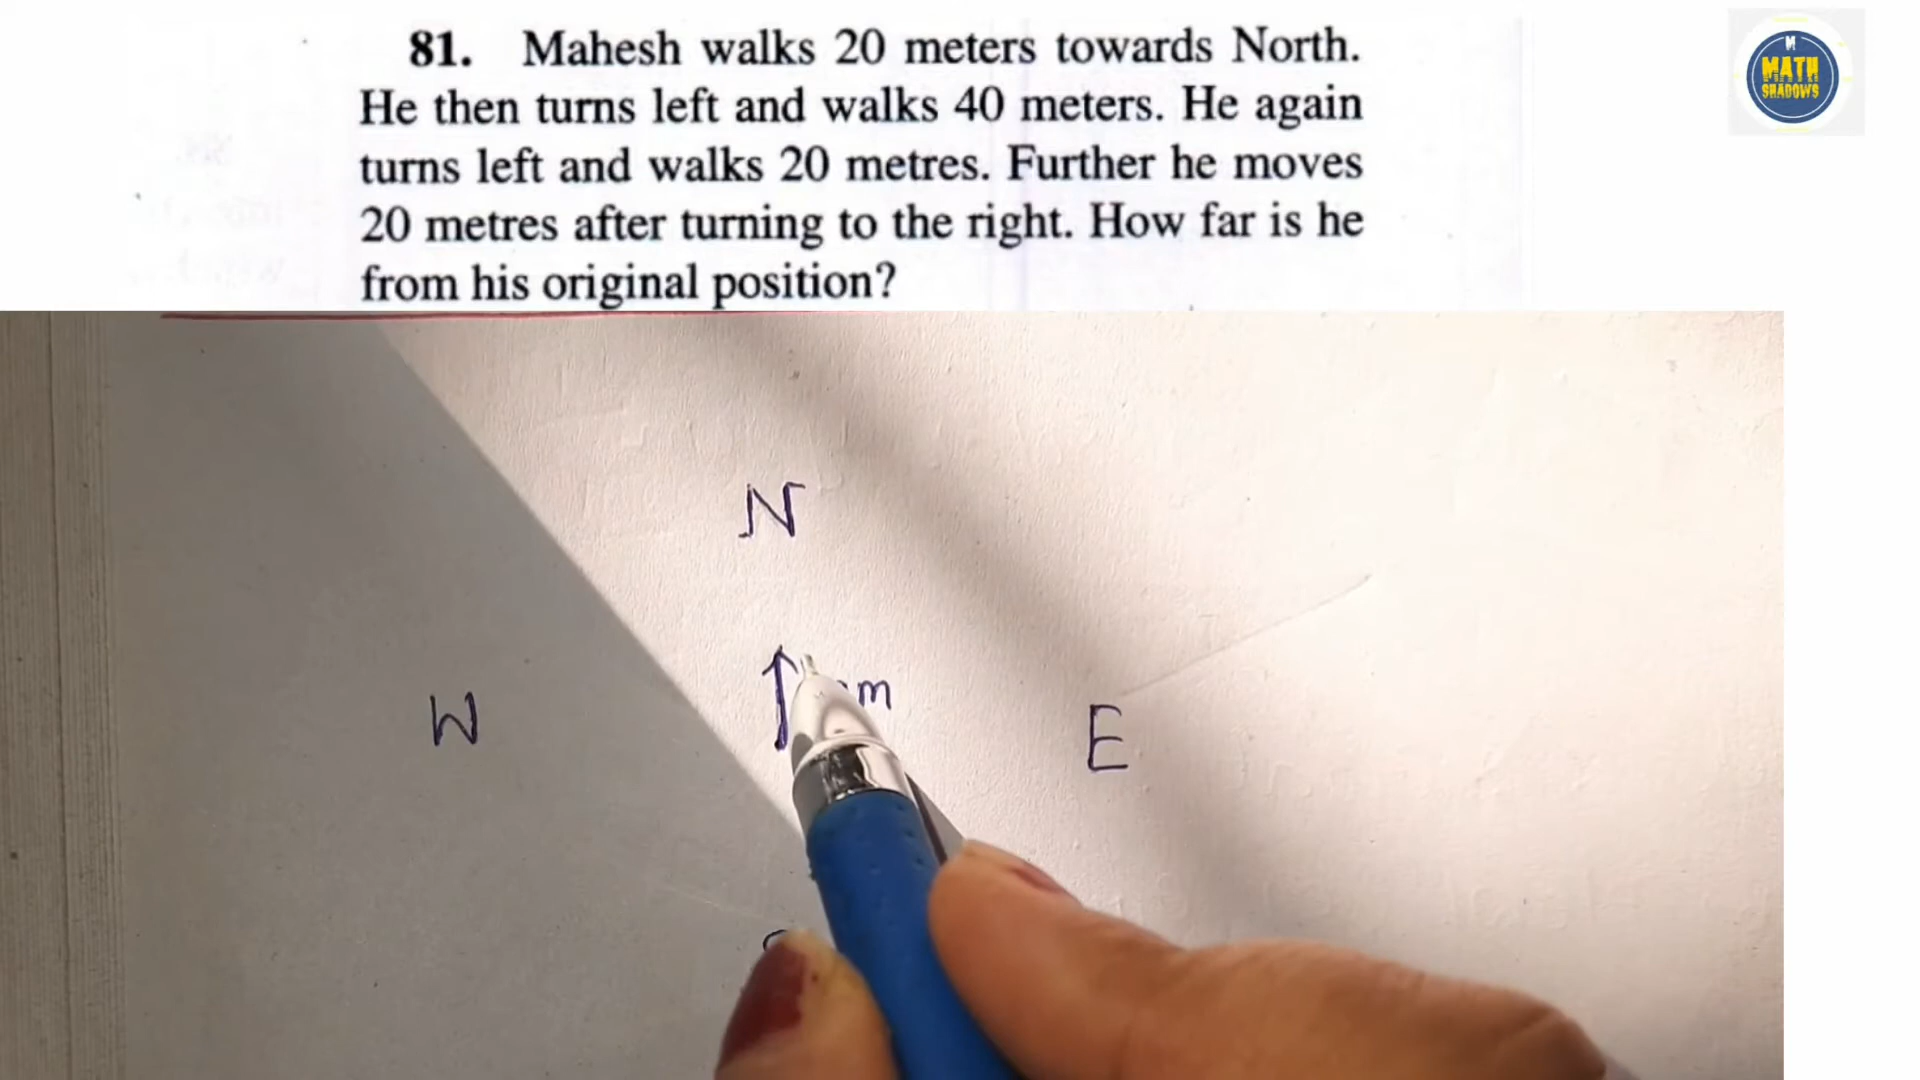 81. Mahesh walks 20 meters towards North.
He then turns left and walks 40 meters. He again
turns left and walks 20 metres. Further he moves
20 metres after turning to the right. How far is he
from his original position?
M
MATH
SHADOWS
N
m
W
E